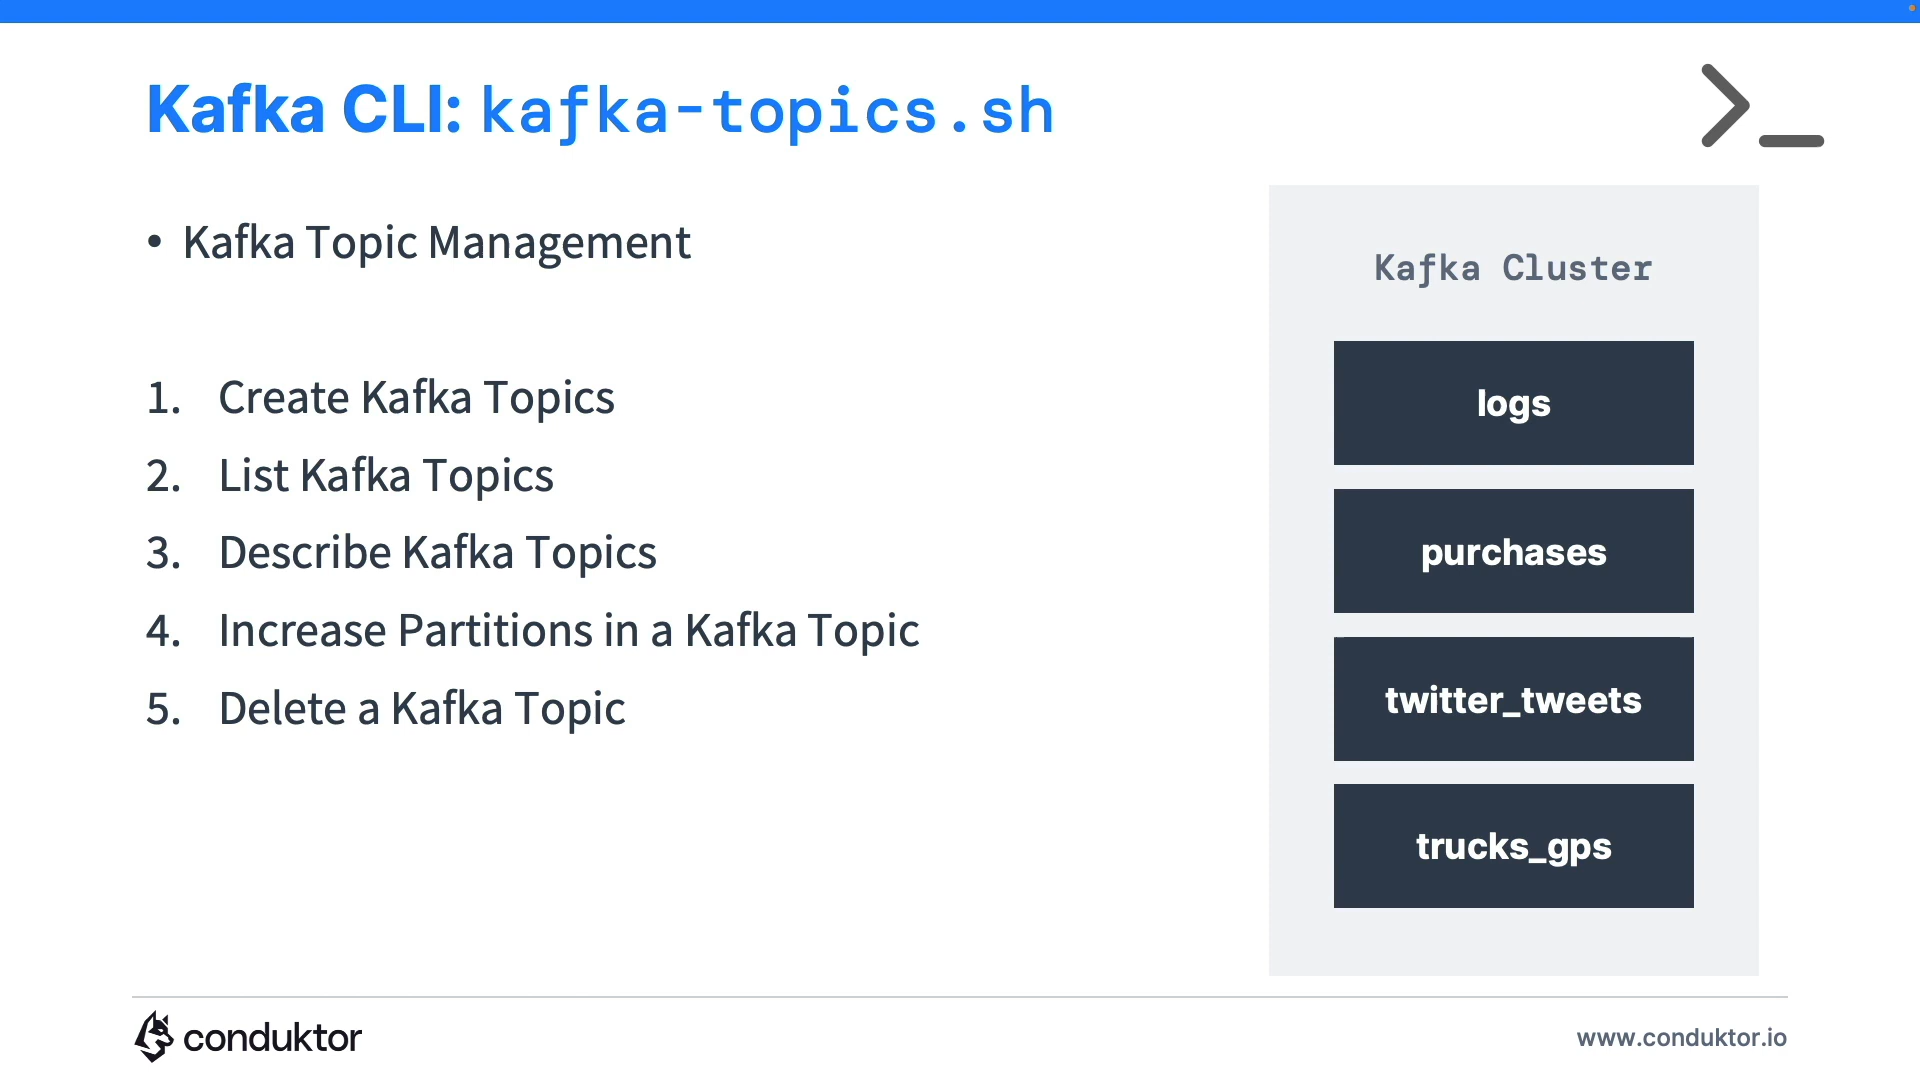 Kafka CLI: kafka-topics.sh
• Kafka Topic Management
1. Create Kafka Topics
2. List Kafka Topics
3. Describe Kafka Topics
4. Increase Partitions in a Kafka Topic
5. Delete a Kafka Topic
Kafka Cluster
logs
purchases
twitter_tweets
trucks_gps
conduktor
www.conduktor.io